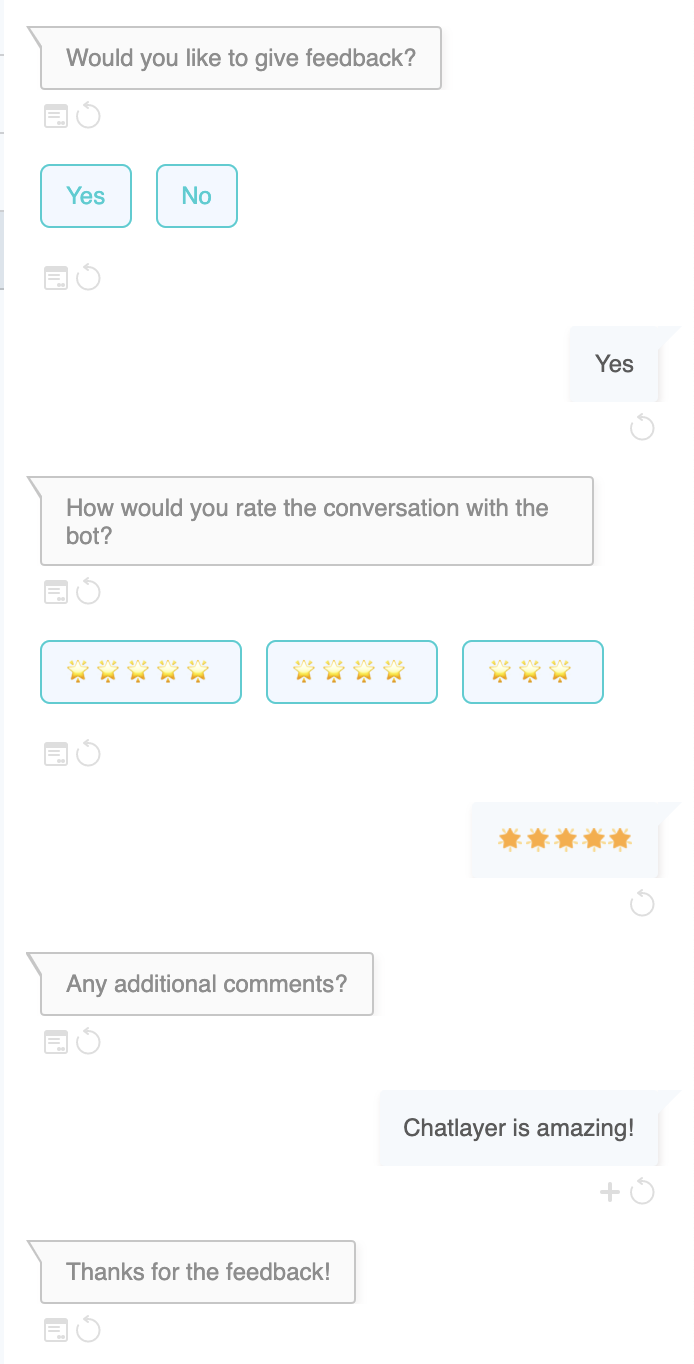 Would you like to give feedback?
Yes No
Yes
How would you rate the conversation with the
bot?
🌟🌟🌟🌟🌟 🌟🌟🌟🌟 🌟🌟🌟
🌟🌟🌟🌟🌟
Any additional comments?
Chatlayer is amazing!
Thanks for the feedback!